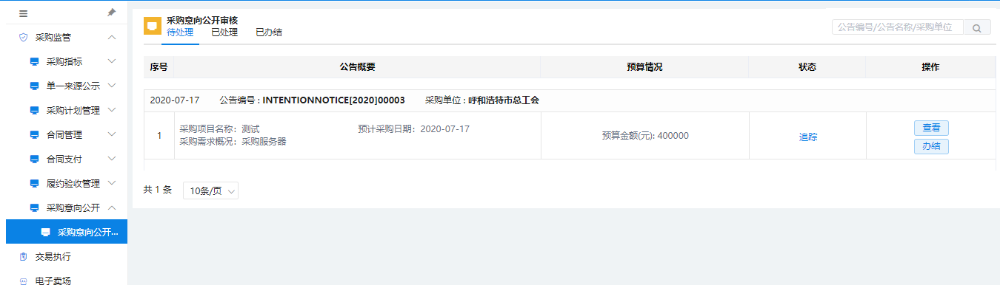 采购监管
采购指标
单一来源公示
采购计划管理
合同管理
合同支付
履约验收管理
采购意向公开
采购意向公开...
交易执行
电子卖场
采购意向公开审核
待处理 已处理 已办结
公告编号/公告名称/采购单位
序号 公告概要 预算情况 状态 操作
2020-07-17 公告编号 : INTENTIONNOTICE[2020]00003 采购单位 : 呼和浩特市总工会
1 采购项目名称：测试 预计采购日期：2020-07-17 预算金额(元): 400000 追踪 查看
采购需求概况：采购服务器 办结
共 1 条 10条/页